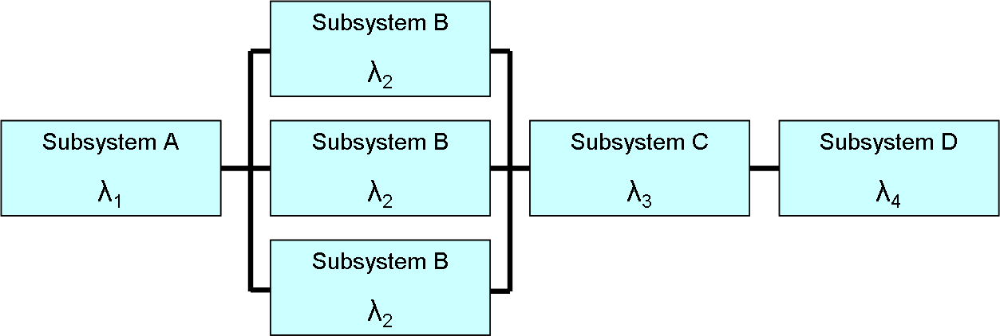 Subsystem B
λ₂
Subsystem A
λ₁
Subsystem B
λ₂
Subsystem C
λ₃
Subsystem D
λ₄
Subsystem B
λ₂